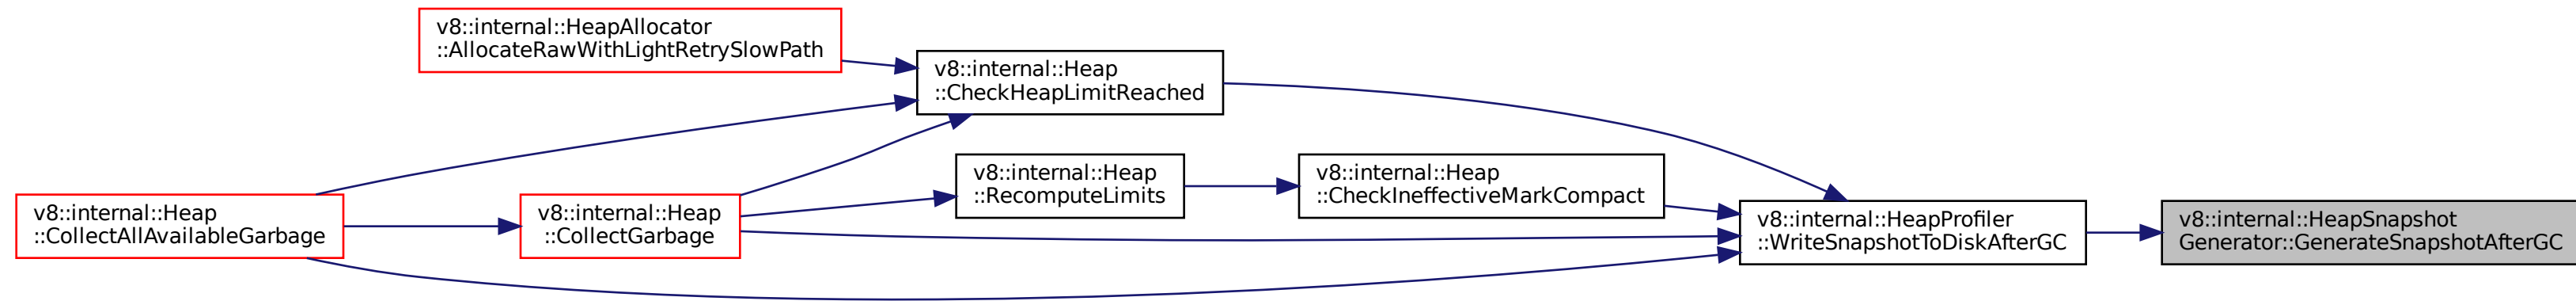 v8::internal::HeapAllocator
::AllocateRawWithLightRetrySlowPath
v8::internal::Heap
::CheckHeapLimitReached
v8::internal::Heap
::RecomputeLimits
v8::internal::Heap
::CheckIneffectiveMarkCompact
v8::internal::Heap
::CollectAllAvailableGarbage
v8::internal::Heap
::CollectGarbage
v8::internal::HeapProfiler
::WriteSnapshotToDiskAfterGC
v8::internal::HeapSnapshot
Generator::GenerateSnapshotAfterGC